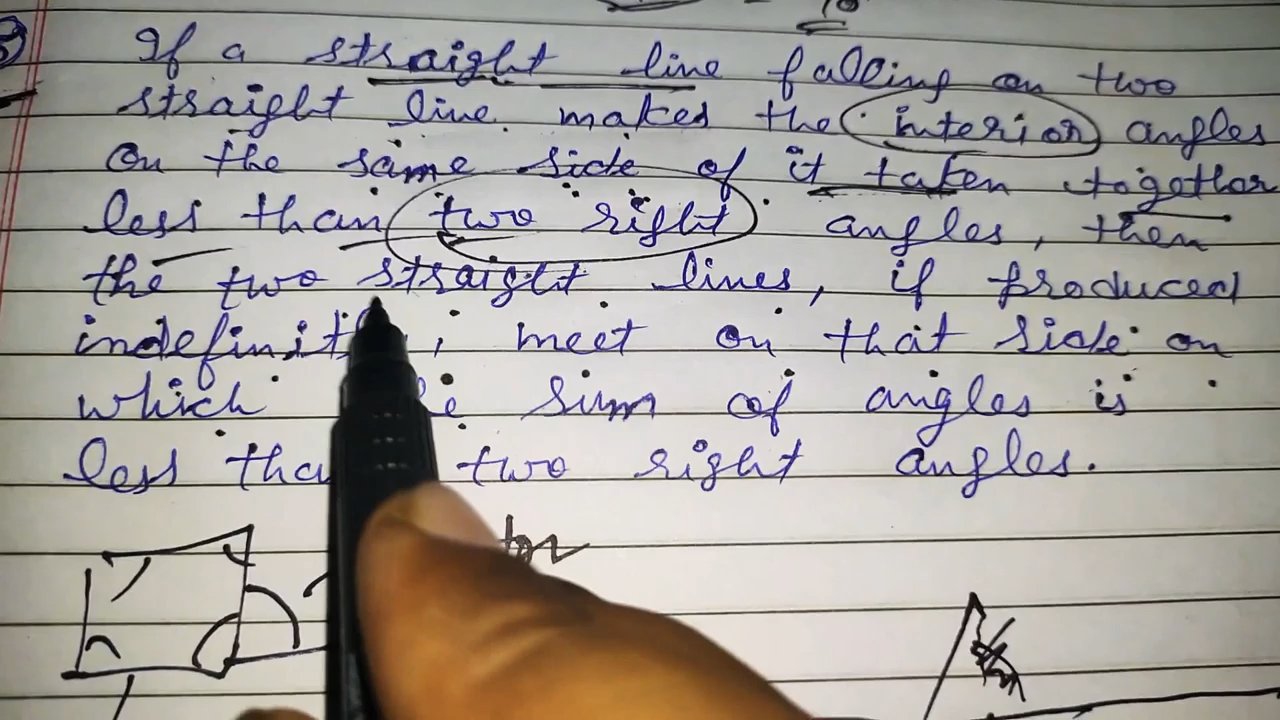 If a straight line falling on two
straight line makes the interior angles
on the same side of it taken together
less than two right angles, then
the two straight lines, if produced
meet on that side on
which sum of angles is
less two right angles.